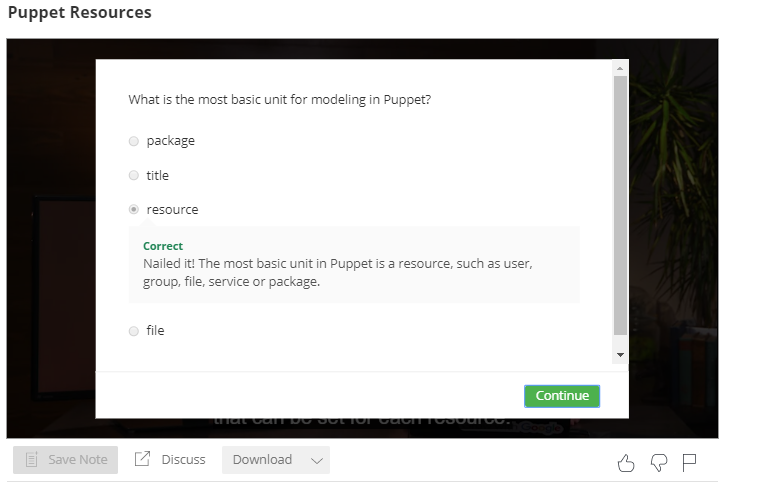 Puppet Resources
What is the most basic unit for modeling in Puppet?
package
title
resource
Correct
Nailed it! The most basic unit in Puppet is a resource, such as user,
group, file, service or package.
file
Continue
that can be set for each resource.
Google
Save Note
Discuss
Download